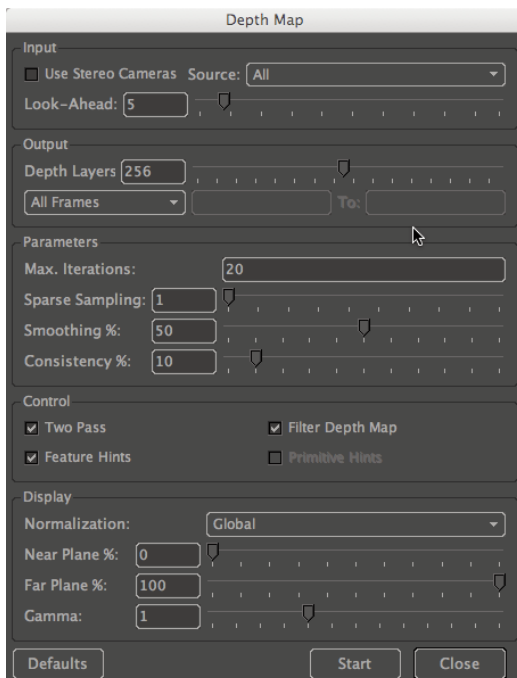 Depth Map
Input
Use Stereo Cameras Source: All
Look-Ahead: 5
Output
Depth Layers 256
All Frames To:
Parameters
Max. Iterations: 20
Sparse Sampling: 1
Smoothing %: 50
Consistency %: 10
Control
Two Pass Filter Depth Map
Feature Hints Primitive Hints
Display
Normalization: Global
Near Plane %: 0
Far Plane %: 100
Gamma: 1
Defaults Start Close